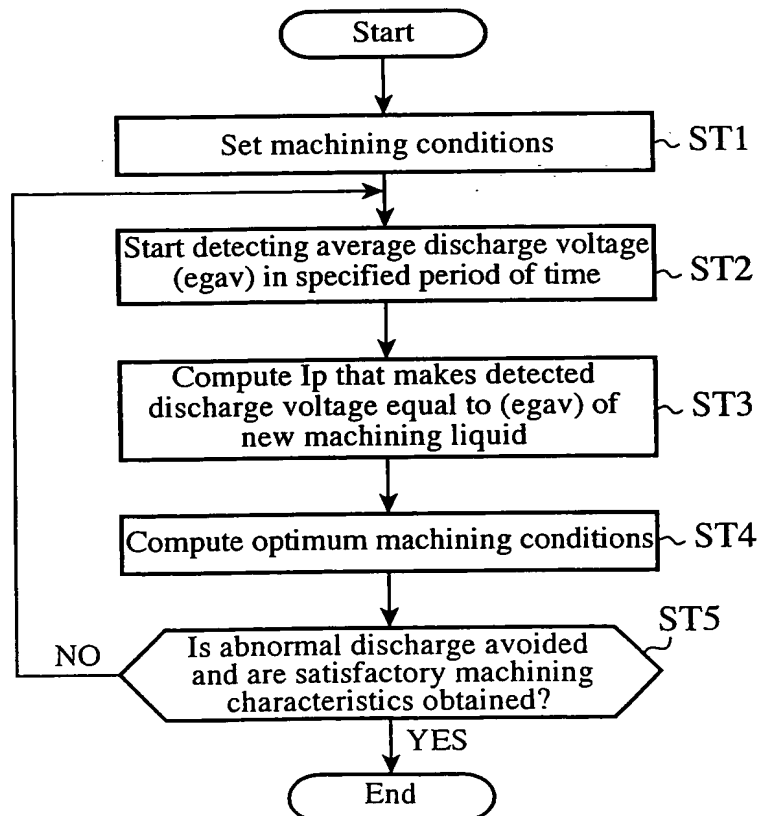 Start
Set machining conditions
ST1
Start detecting average discharge voltage
(egav) in specified period of time
ST2
Compute Ip that makes detected
discharge voltage equal to (egav) of
new machining liquid
ST3
Compute optimum machining conditions
ST4
ST5
Is abnormal discharge avoided
and are satisfactory machining
characteristics obtained?
NO
YES
End